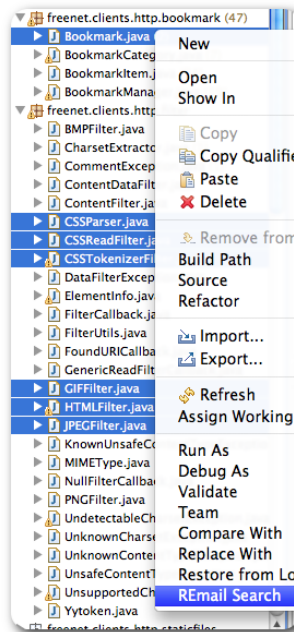 freenet.clients.http.bookmark (47)
Bookmark.java
BookmarkCateg
BookmarkItem.j
BookmarkMana
freenet.clients.http
BMPFilter.java
CharsetExtracto
CommentExcep
ContentDataFilt
ContentFilter.jav
CSSParser.java
CSSReadFilter.ja
CSSTokenizerFil
DataFilterExcep
ElementInfo.java
FilterCallback.ja
FilterUtils.java
FoundURICallba
GenericReadFilt
GIFFilter.java
HTMLFilter.java
JPEGFilter.java
KnownUnsafeCo
MIMEType.java
NullFilterCallbac
PNGFilter.java
UndetectableCh
UnknownCharse
UnknownConten
UnsafeContentT
UnsupportedCh
Yytoken.java
freenet.clients.http.staticfiles
New
Open
Show In
Copy
Copy Qualifie
Paste
Delete
Remove from
Build Path
Source
Refactor
Import...
Export...
Refresh
Assign Working
Run As
Debug As
Validate
Team
Compare With
Replace With
Restore from Lo
REmail Search